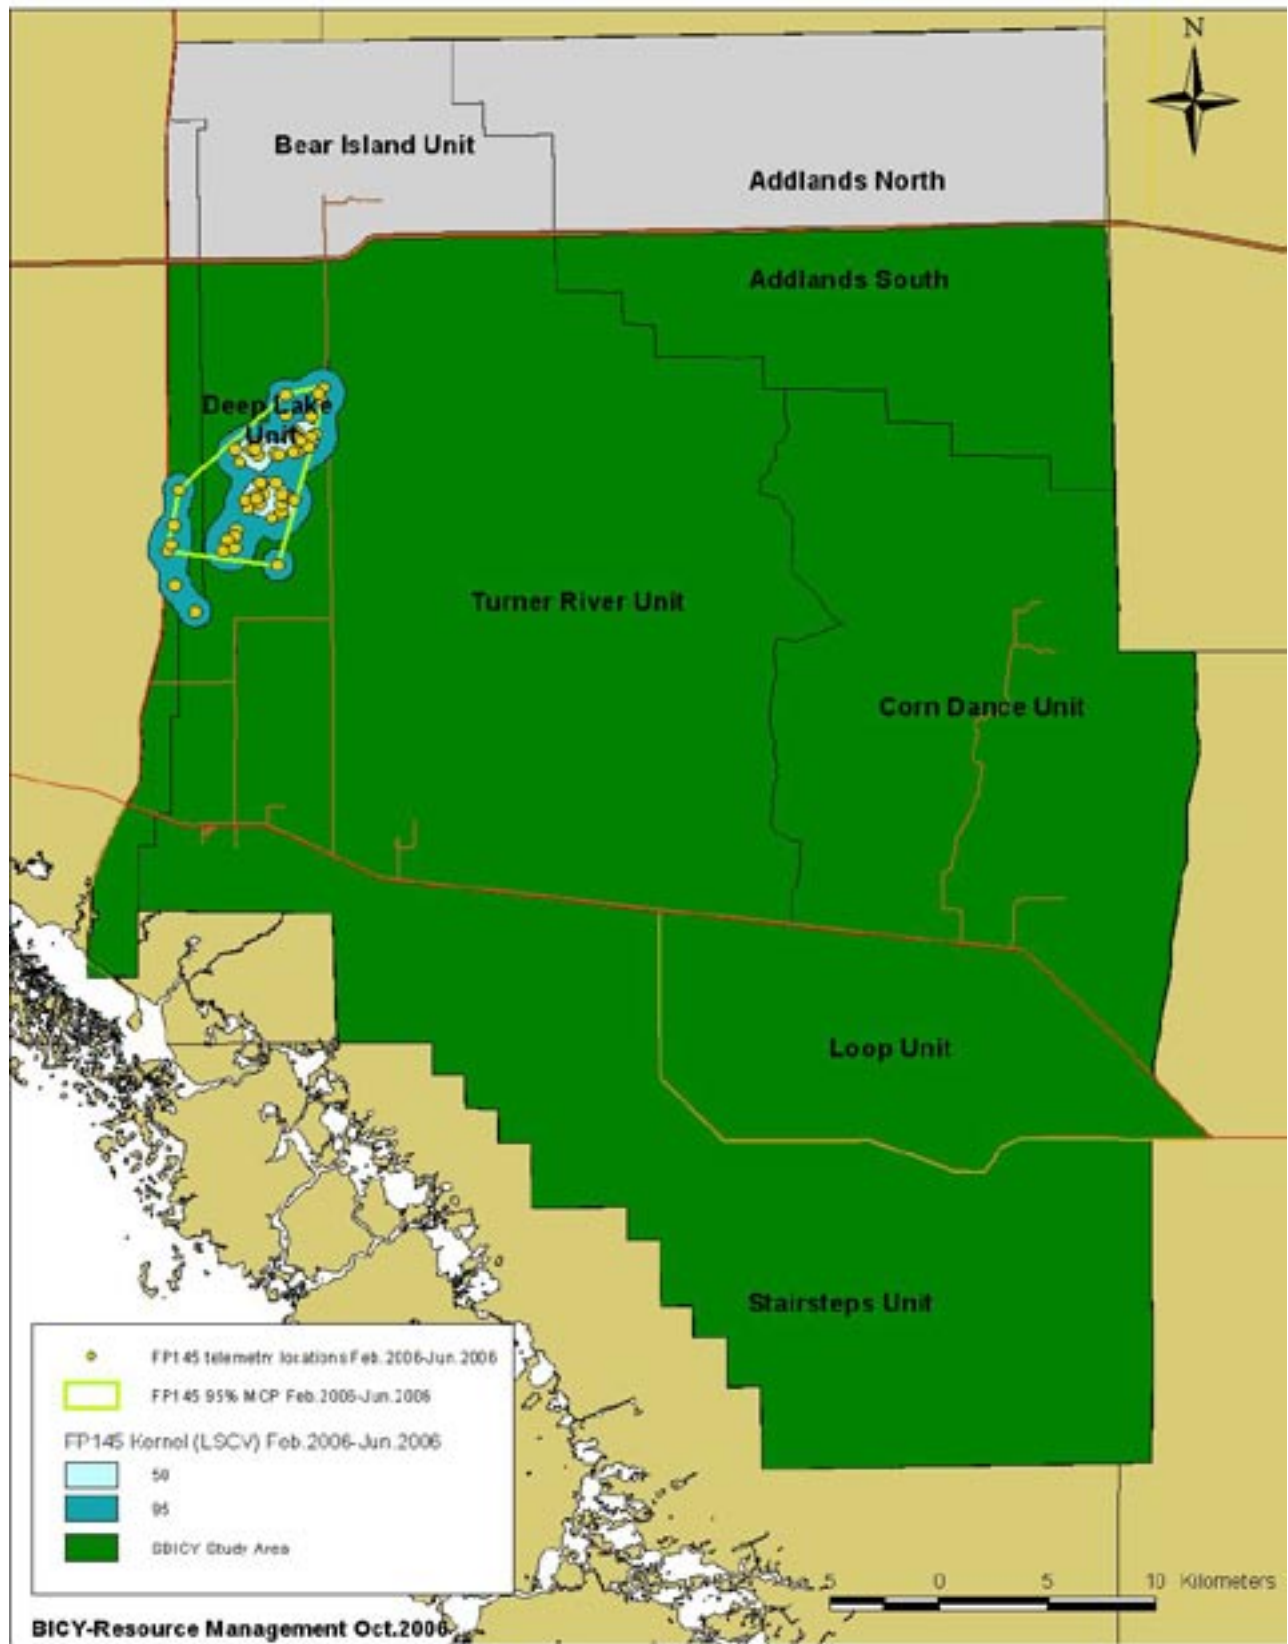 N
Bear Island Unit
Addlands North
Addlands South
Deep Lake
Unit
Turner River Unit
Corn Dance Unit
Loop Unit
Stairsteps Unit
FP145 telemetry locations Feb.2006-Jun.2006
FP145 95% MCP Feb.2006-Jun.2006
FP145 Kernel (LSCV) Feb.2006-Jun.2006
50
95
SBICY Study Area
5 0 5 10 Kilometers
BICY-Resource Management Oct.2006